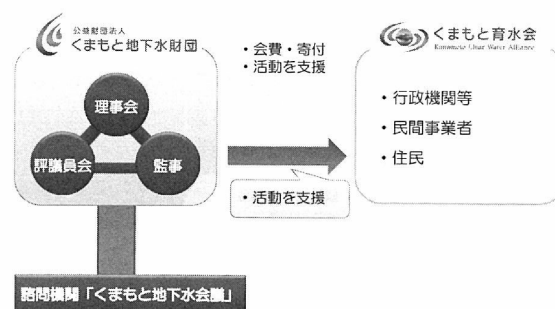 公益財団法人
くまもと地下水財団
理事会
評議員会
監事
諮問機関「くまもと地下水会議」
・会費・寄付
・活動を支援
・活動を支援
くまもと育水会
Kumamoto Clear Water Alliance
・行政機関等
・民間事業者
・住民